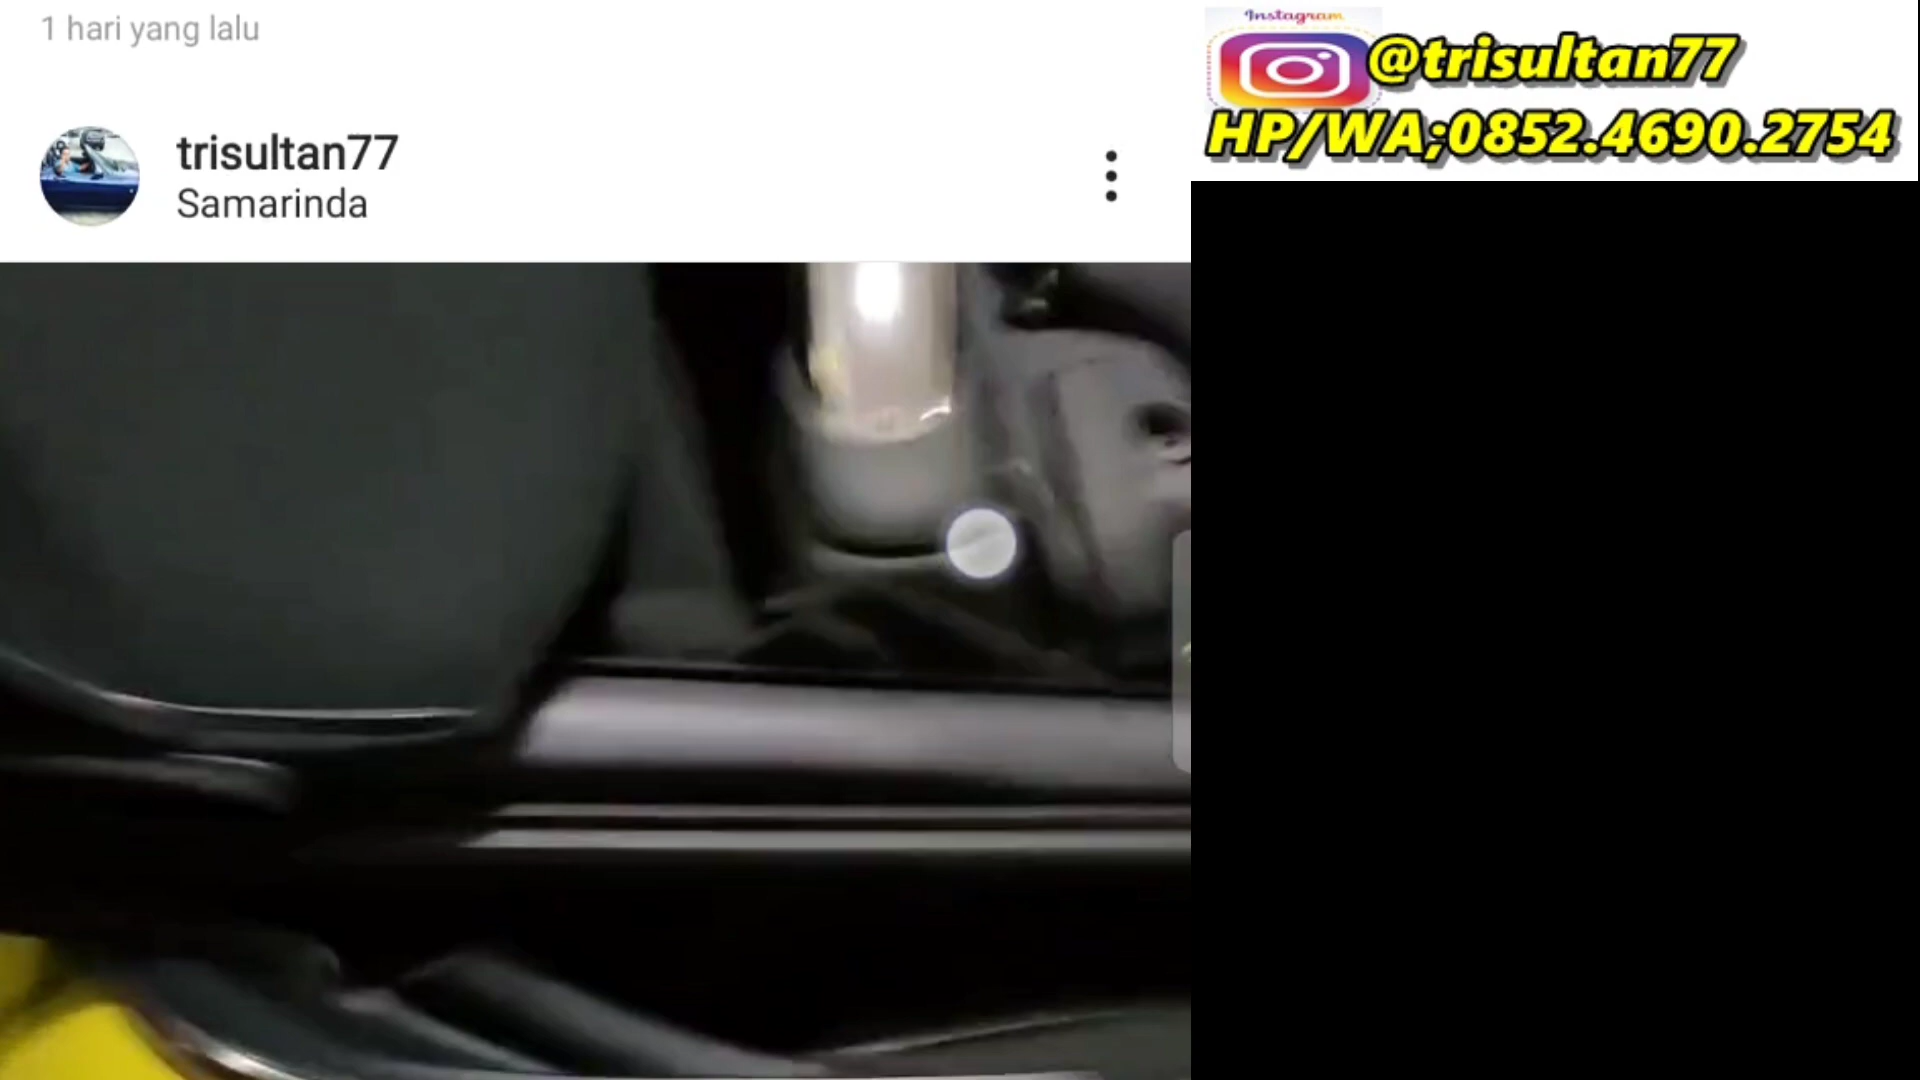 1 hari yang lalu
trisultan77
Samarinda
Instagram
@trisultan77
HP/WA;0852.4690.2754